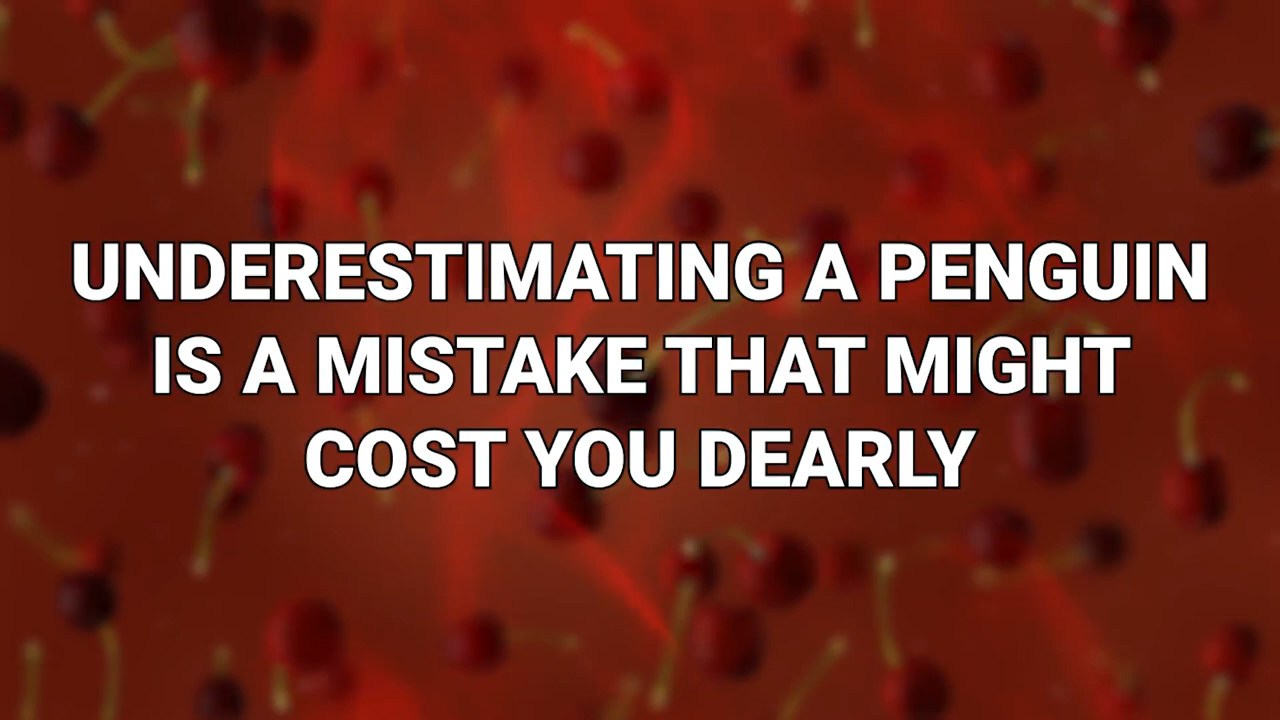 UNDERESTIMATING A PENGUIN
IS A MISTAKE THAT MIGHT
COST YOU DEARLY